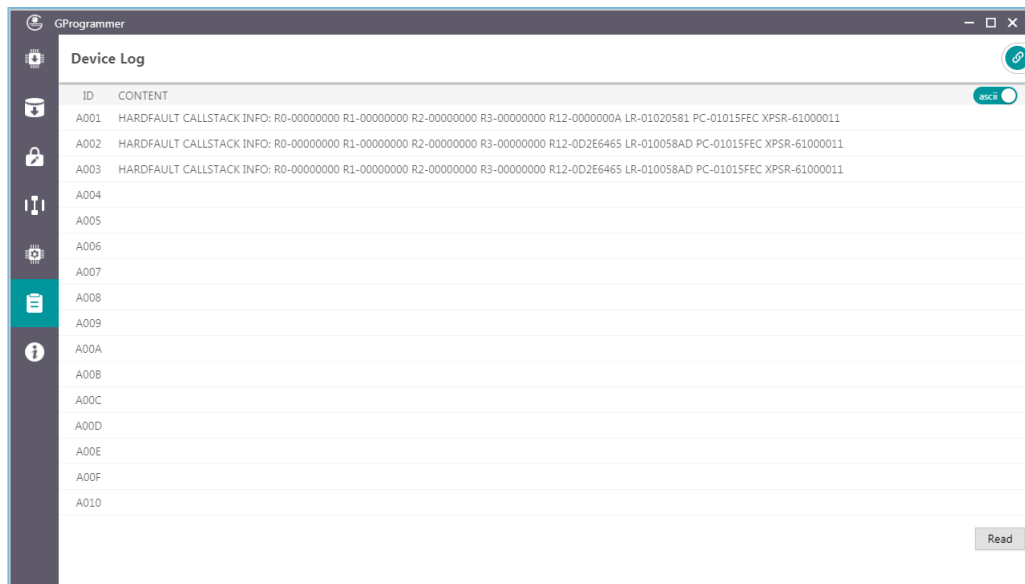 GProgrammer
Device Log
ID CONTENT ascii
A001 HARDFAULT CALLSTACK INFO: R0-00000000 R1-00000000 R2-00000000 R3-00000000 R12-0000000A LR-01020581 PC-01015FEC XPSR-61000011
A002 HARDFAULT CALLSTACK INFO: R0-00000000 R1-00000000 R2-00000000 R3-00000000 R12-0D2E6465 LR-010058AD PC-01015FEC XPSR-61000011
A003 HARDFAULT CALLSTACK INFO: R0-00000000 R1-00000000 R2-00000000 R3-00000000 R12-0D2E6465 LR-010058AD PC-01015FEC XPSR-61000011
A004
A005
A006
A007
A008
A009
A00A
A00B
A00C
A00D
A00E
A00F
A010
Read